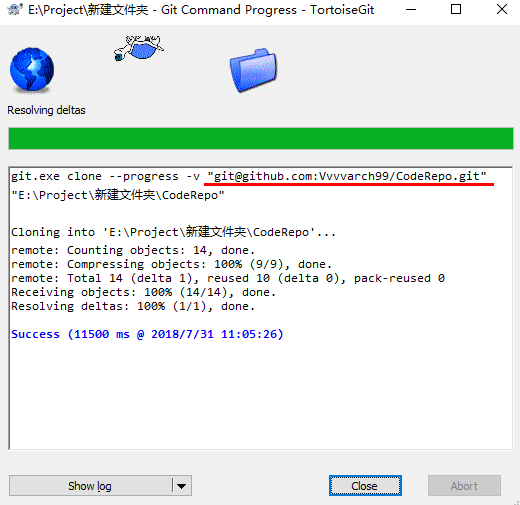 E:\Project\新建文件夹 - Git Command Progress - TortoiseGit
Resolving deltas
git.exe clone --progress -v "git@github.com:Vvvvarch99/CodeRepo.git"
"E:\Project\新建文件夹\CodeRepo"
Cloning into 'E:\Project\新建文件夹\CodeRepo'...
remote: Counting objects: 14, done.
remote: Compressing objects: 100% (9/9), done.
remote: Total 14 (delta 1), reused 10 (delta 0), pack-reused 0
Receiving objects: 100% (14/14), done.
Resolving deltas: 100% (1/1), done.
Success (11500 ms @ 2018/7/31 11:05:26)
Show log
Close
Abort